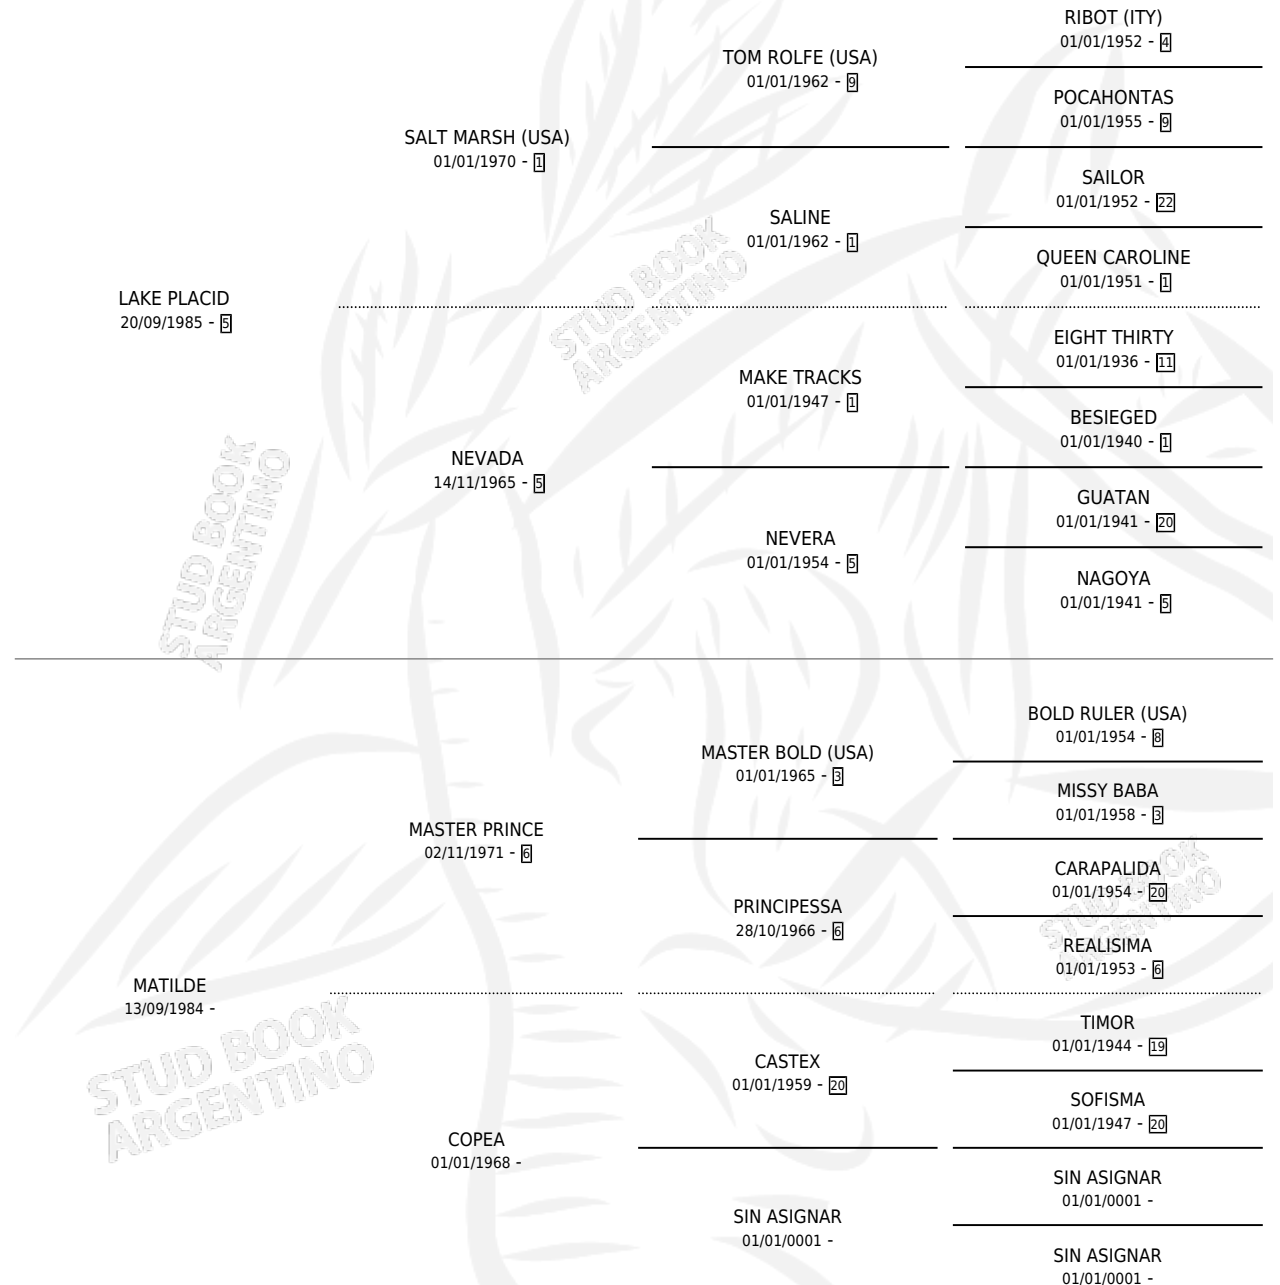 RIBOT (ITY)
01/01/1952 - 4
TOM ROLFE (USA)
01/01/1962 - 9
POCAHONTAS
01/01/1955 - 9
SALT MARSH (USA)
01/01/1970 - 1
SAILOR
01/01/1952 - 22
SALINE
01/01/1962 - 1
QUEEN CAROLINE
01/01/1951 - 1
LAKE PLACID
20/09/1985 - 5
EIGHT THIRTY
01/01/1936 - 11
MAKE TRACKS
01/01/1947 - 1
BESIEGED
01/01/1940 - 1
NEVADA
14/11/1965 - 5
GUATAN
01/01/1941 - 20
NEVERA
01/01/1954 - 5
NAGOYA
01/01/1941 - 5
STUD BOOK
ARGENTINO
STUD BOOK
ARGENTINO
BOLD RULER (USA)
01/01/1954 - 8
MASTER BOLD (USA)
01/01/1965 - 3
MISSY BABA
01/01/1958 - 3
MASTER PRINCE
02/11/1971 - 6
CARAPALIDA
01/01/1954 - 20
PRINCIPESSA
28/10/1966 - 6
REALISIMA
01/01/1953 - 6
STUD BOOK
ARGENTINO
MATILDE
13/09/1984 -
TIMOR
01/01/1944 - 19
CASTEX
01/01/1959 - 20
SOFISMA
01/01/1947 - 20
COPEA
01/01/1968 -
SIN ASIGNAR
01/01/0001 -
SIN ASIGNAR
01/01/0001 -
SIN ASIGNAR
01/01/0001 -
STUD BOOK
ARGENTINO